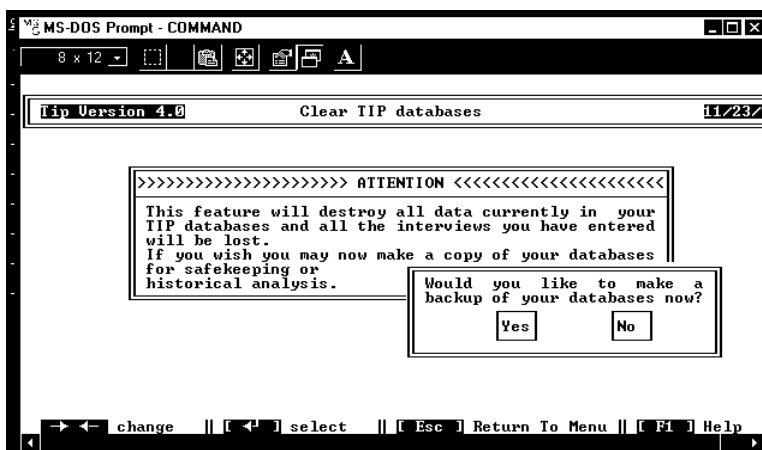 MS-DOS Prompt - COMMAND
8 x 12
A
Tip Version 4.0 Clear TIP databases 11/23/
>>>>>>>>>>>>>>>>>>>>>> ATTENTION <<<<<<<<<<<<<<<<<<<<<<
This feature will destroy all data currently in your
TIP databases and all the interviews you have entered
will be lost.
If you wish you may now make a copy of your databases
for safekeeping or
historical analysis.
Would you like to make a
backup of your databases now?
Yes No
→ ← change || [ ↵ ] select || [ Esc ] Return To Menu || [ F1 ] Help